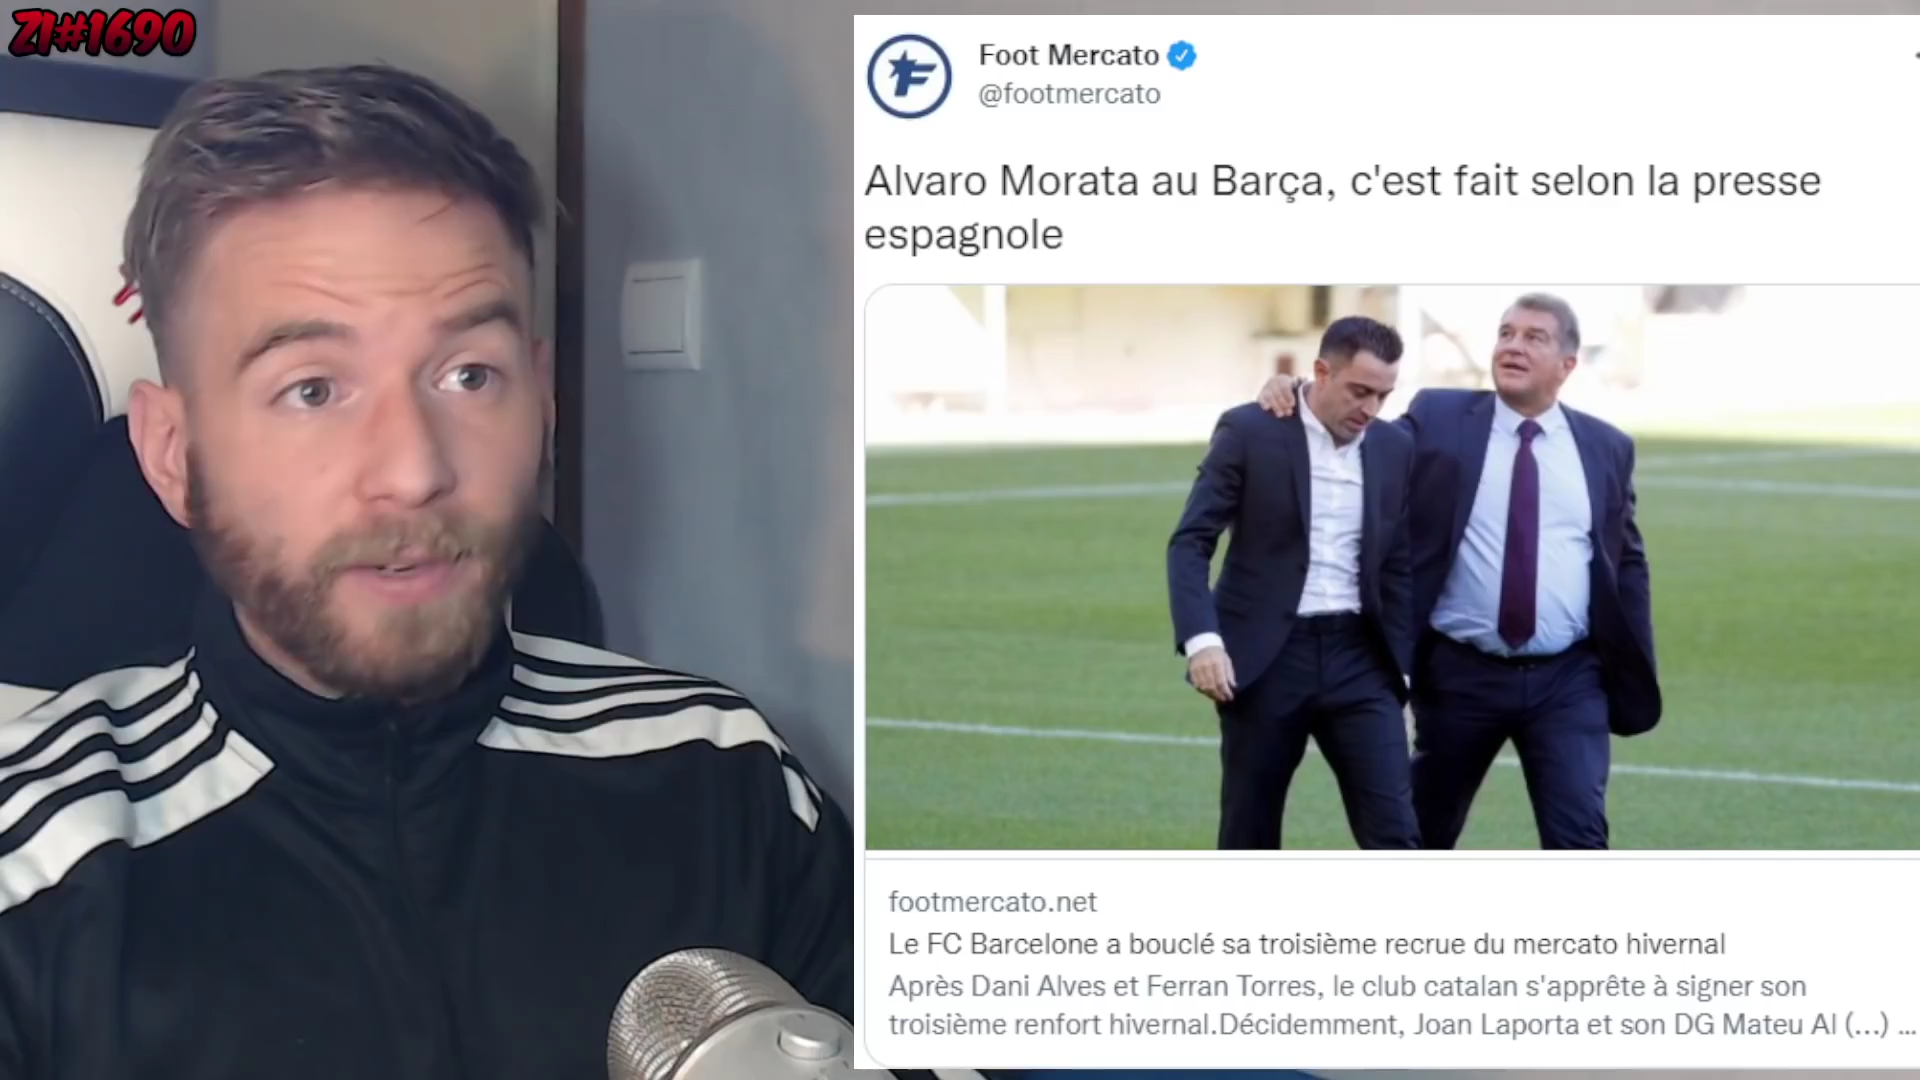 ZI#1690
Foot Mercato
@footmercato
Alvaro Morata au Barça, c'est fait selon la presse
espagnole
footmercato.net
Le FC Barcelone a bouclé sa troisième recrue du mercato hivernal
Après Dani Alves et Ferran Torres, le club catalan s'apprête à signer son
troisième renfort hivernal.Décidemment, Joan Laporta et son DG Mateu Al (...) ...